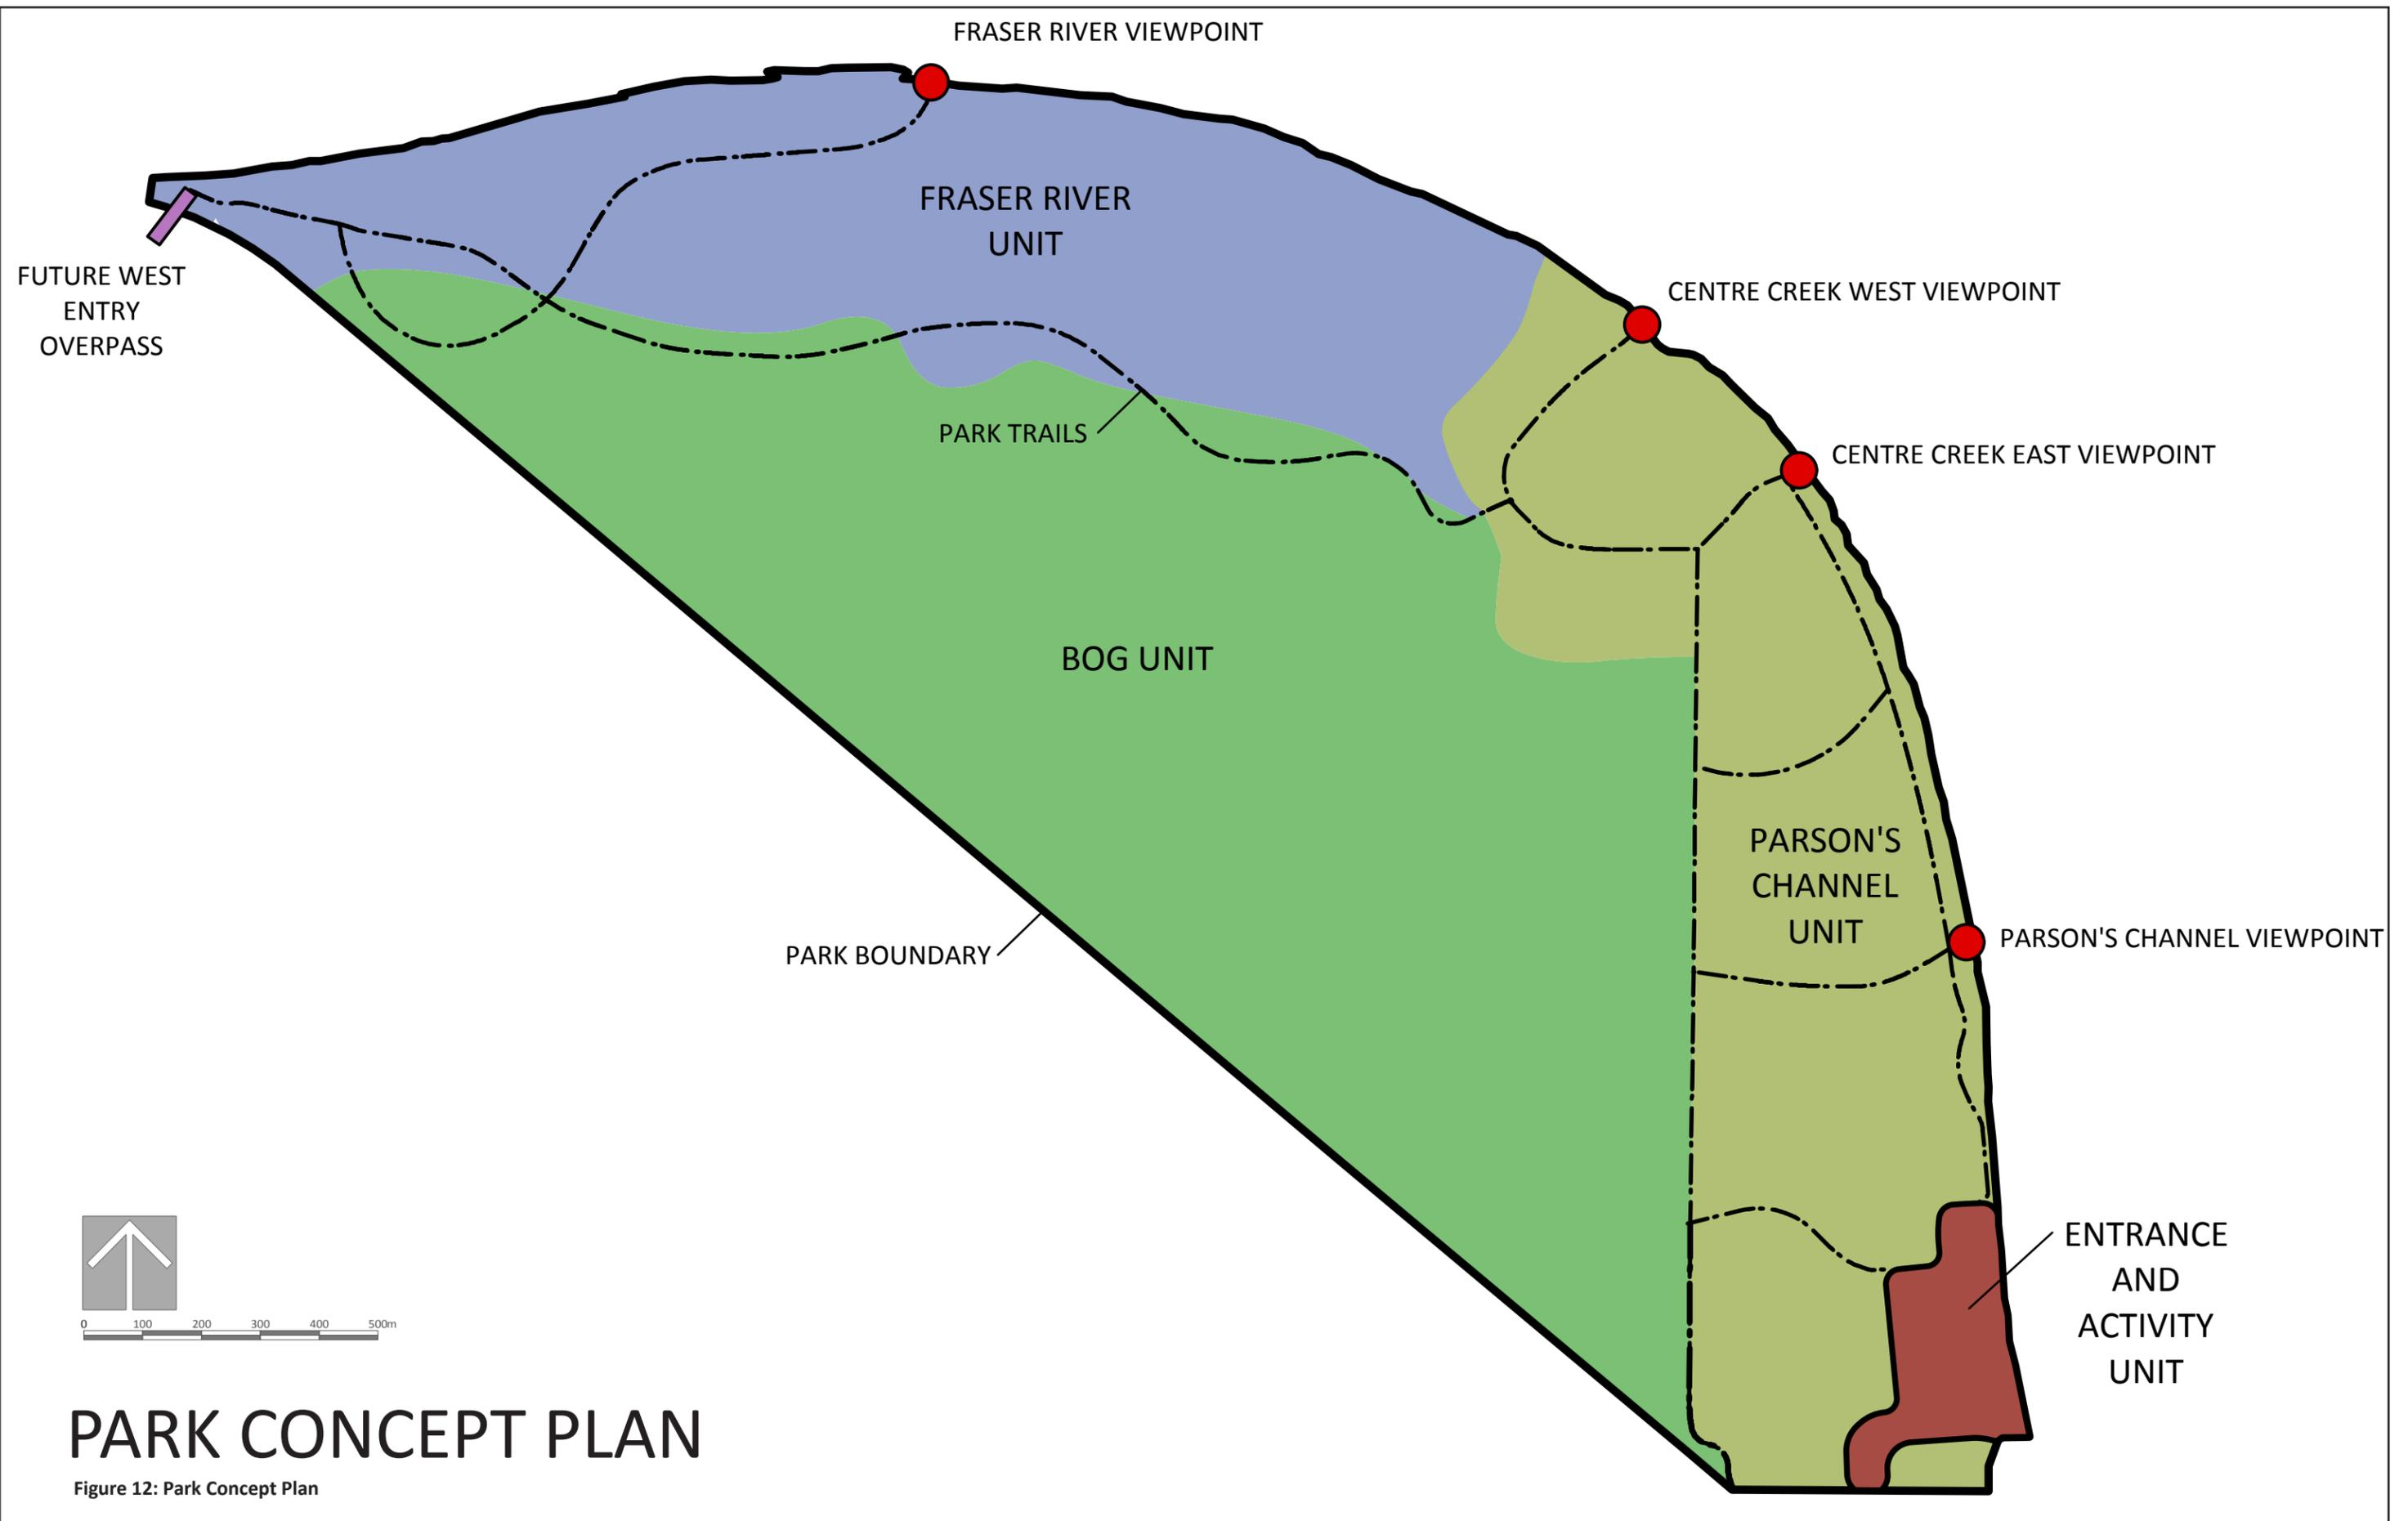 FRASER RIVER VIEWPOINT
FRASER RIVER
UNIT
FUTURE WEST
ENTRY
OVERPASS
CENTRE CREEK WEST VIEWPOINT
PARK TRAILS
CENTRE CREEK EAST VIEWPOINT
BOG UNIT
PARSON'S
CHANNEL
UNIT
PARK BOUNDARY
PARSON'S CHANNEL VIEWPOINT
ENTRANCE
AND
ACTIVITY
UNIT
0 100 200 300 400 500m
PARK CONCEPT PLAN
Figure 12: Park Concept Plan